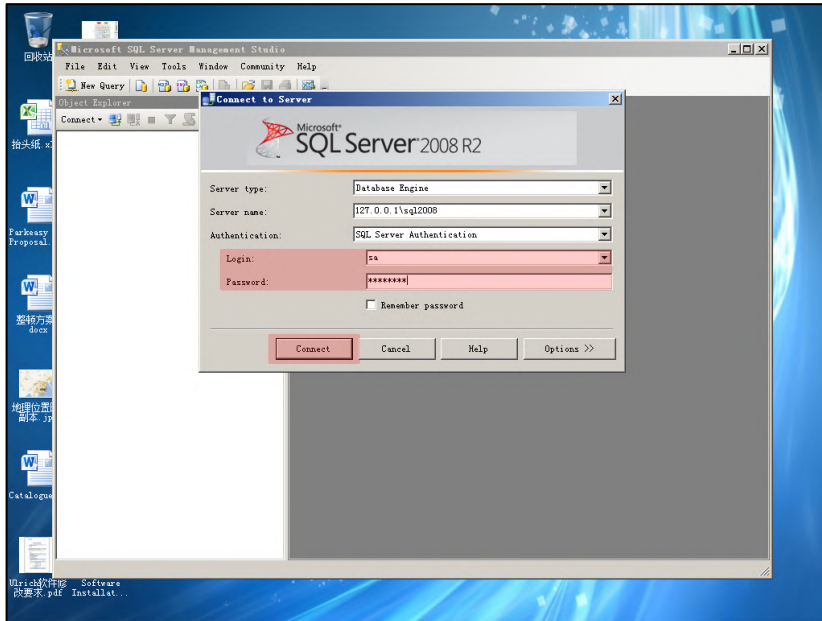 回收站
Microsoft SQL Server Management Studio
File Edit View Tools Window Community Help
New Query
Object Explorer
Connect to Server
Connect
Microsoft
SQL Server 2008 R2
抬头纸.x
Server type: Database Engine
Server name: 127.0.0.1\sql2008
Authentication: SQL Server Authentication
Login: sa
Password: ********
Remember password
Connect Cancel Help Options >>
Parkeasy
Proposal.
整顿方案
docx
地理位置
副本.jp
Catalogue
Ulrich软件修
改要求.pdf
Software
Installat...